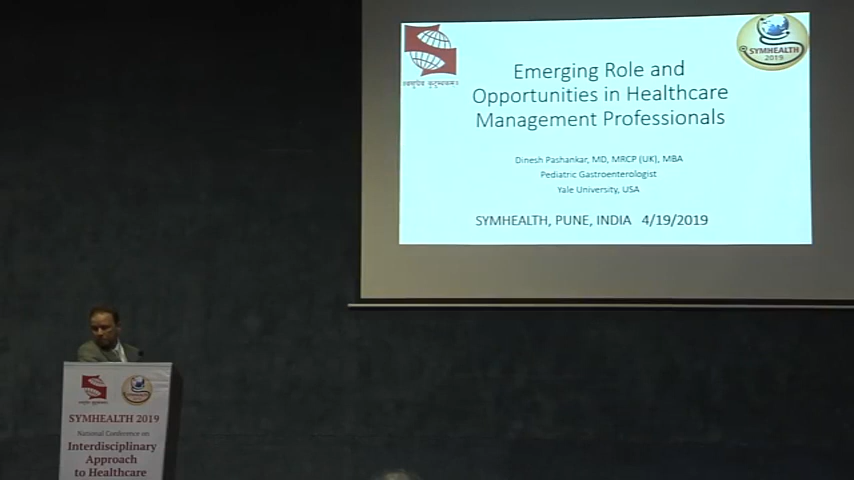 SYMHEALTH
2019
Emerging Role and
Opportunities in Healthcare
Management Professionals
Dinesh Pashankar, MD, MRCP (UK), MBA
Pediatric Gastroenterologist
Yale University, USA
SYMHEALTH, PUNE, INDIA 4/19/2019
SYMHEALTH 2019
National Conference on
Interdisciplinary
Approach
to Healthcare